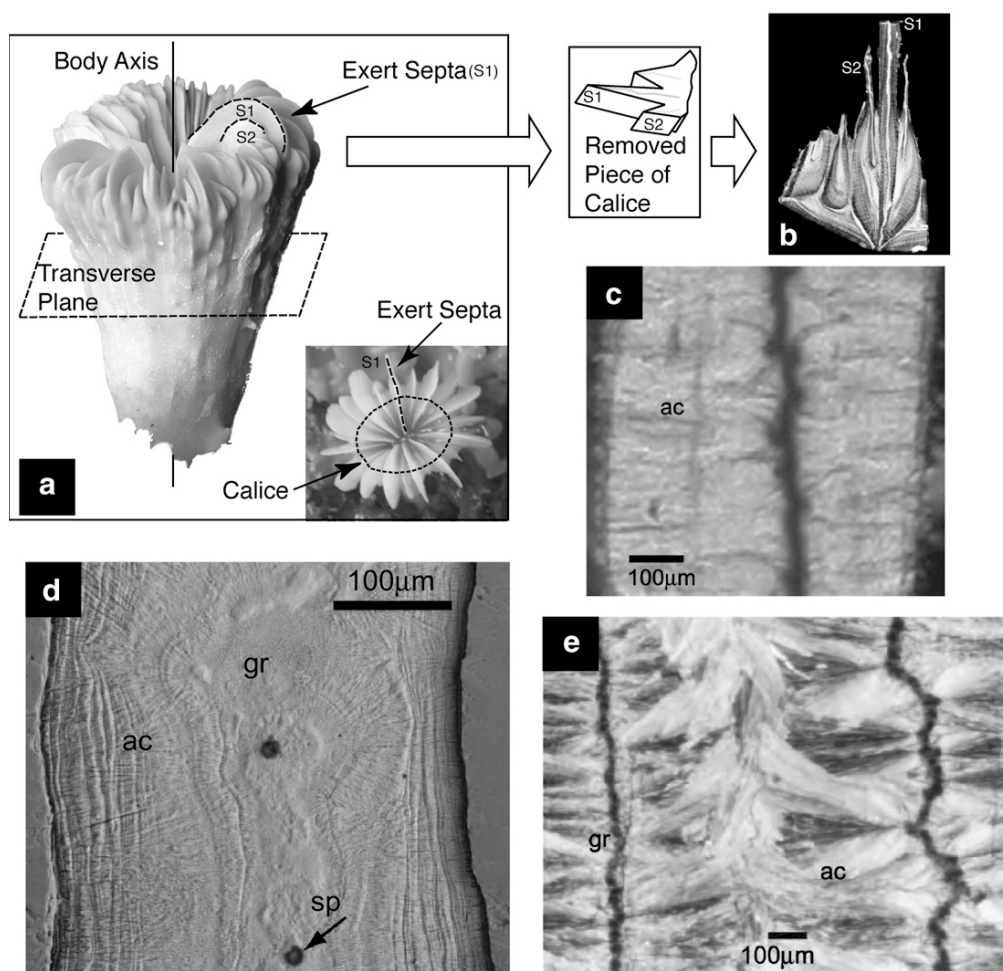 Body Axis
Exert Septa(S1)
S1
S2
Transverse
Plane
Exert Septa
S1
Calice
a
S1
S2
Removed
Piece of
Calice
S1
S2
b
c
ac
100μm
d
100μm
gr
ac
sp
e
gr
ac
100μm